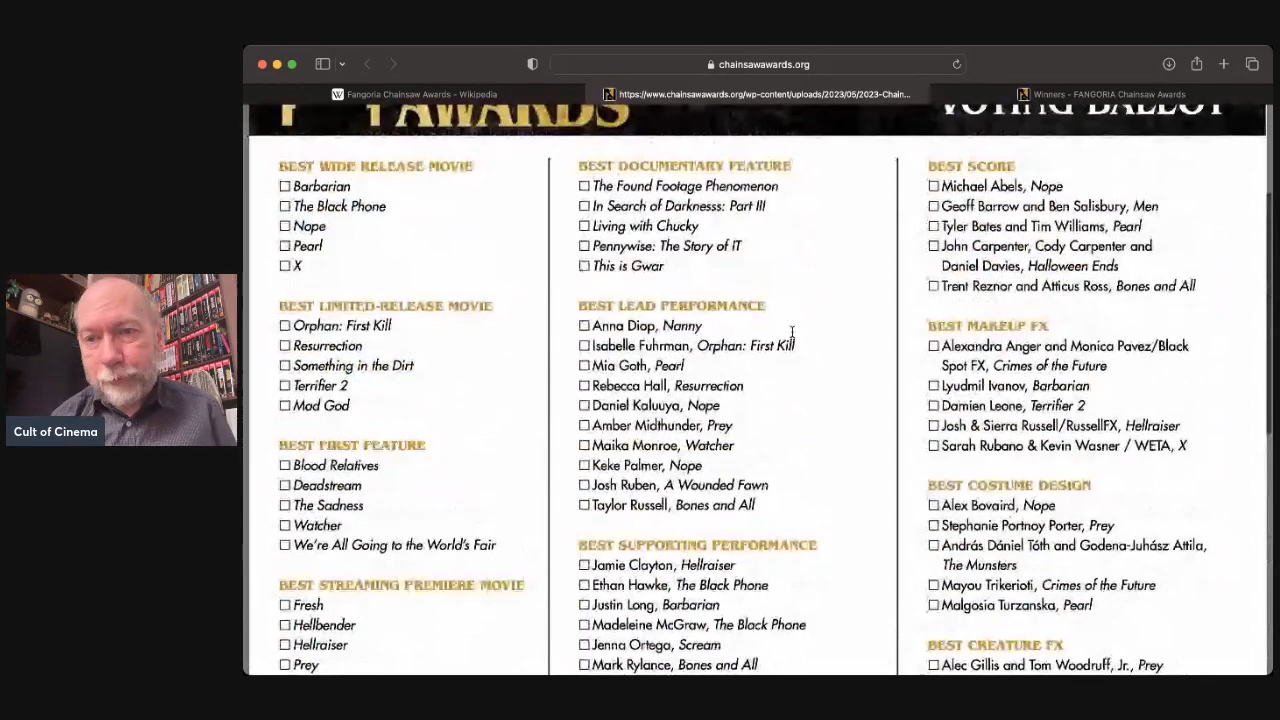 chainsawawards.org
Fangoria Chainsaw Awards - Wikipedia
https://www.chainsawawards.org/wp-content/uploads/2023/05/2023-Chain...
Winners - FANGORIA Chainsaw Awards
AWARDS
VOTING BALLOT
BEST WIDE RELEASE MOVIE
Barbarian
The Black Phone
Nope
Pearl
X
BEST LIMITED-RELEASE MOVIE
Orphan: First Kill
Resurrection
Something in the Dirt
Terrifier 2
Mad God
BEST FIRST FEATURE
Blood Relatives
Deadstream
The Sadness
Watcher
We're All Going to the World's Fair
BEST STREAMING PREMIERE MOVIE
Fresh
Hellbender
Hellraiser
Prey
BEST DOCUMENTARY FEATURE
The Found Footage Phenomenon
In Search of Darknesss: Part III
Living with Chucky
Pennywise: The Story of IT
This is Gwar
BEST LEAD PERFORMANCE
Anna Diop, Nanny
Isabelle Fuhrman, Orphan: First Kill
Mia Goth, Pearl
Rebecca Hall, Resurrection
Daniel Kaluuya, Nope
Amber Midthunder, Prey
Maika Monroe, Watcher
Keke Palmer, Nope
Josh Ruben, A Wounded Fawn
Taylor Russell, Bones and All
BEST SUPPORTING PERFORMANCE
Jamie Clayton, Hellraiser
Ethan Hawke, The Black Phone
Justin Long, Barbarian
Madeleine McGraw, The Black Phone
Jenna Ortega, Scream
Mark Rylance, Bones and All
BEST SCORE
Michael Abels, Nope
Geoff Barrow and Ben Salisbury, Men
Tyler Bates and Tim Williams, Pearl
John Carpenter, Cody Carpenter and
Daniel Davies, Halloween Ends
Trent Reznor and Atticus Ross, Bones and All
BEST MAKEUP FX
Alexandra Anger and Monica Pavez/Black
Spot FX, Crimes of the Future
Lyudmil Ivanov, Barbarian
Damien Leone, Terrifier 2
Josh & Sierra Russell/RussellFX, Hellraiser
Sarah Rubano & Kevin Wasner / WETA, X
BEST COSTUME DESIGN
Alex Bovaird, Nope
Stephanie Portnoy Porter, Prey
András Dániel Tóth and Godena-Juhász Attila,
The Munsters
Mayou Trikerioti, Crimes of the Future
Malgosia Turzanska, Pearl
BEST CREATURE FX
Alec Gillis and Tom Woodruff, Jr., Prey
Cult of Cinema